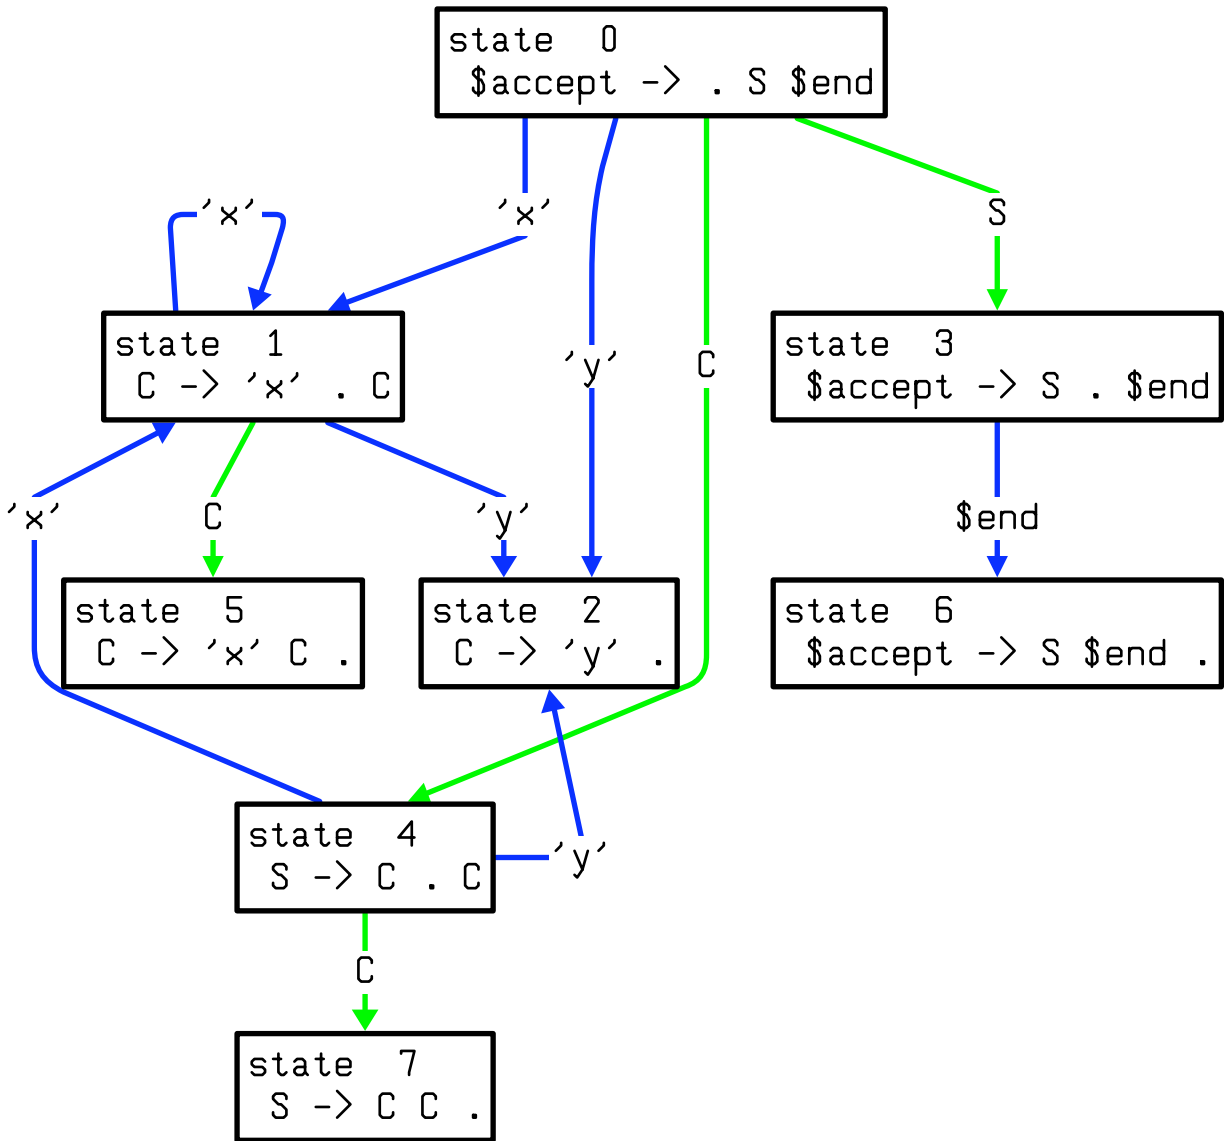 state  0
$accept -> . S $end
'x'
'x'
S
state  1
C -> 'x' . C
'y'
C
state  3
$accept -> S . $end
'x'
C
'y'
$end
state  5
C -> 'x' C .
state  2
C -> 'y' .
state  6
$accept -> S $end .
state  4
S -> C . C
'y'
C
state  7
S -> C C .